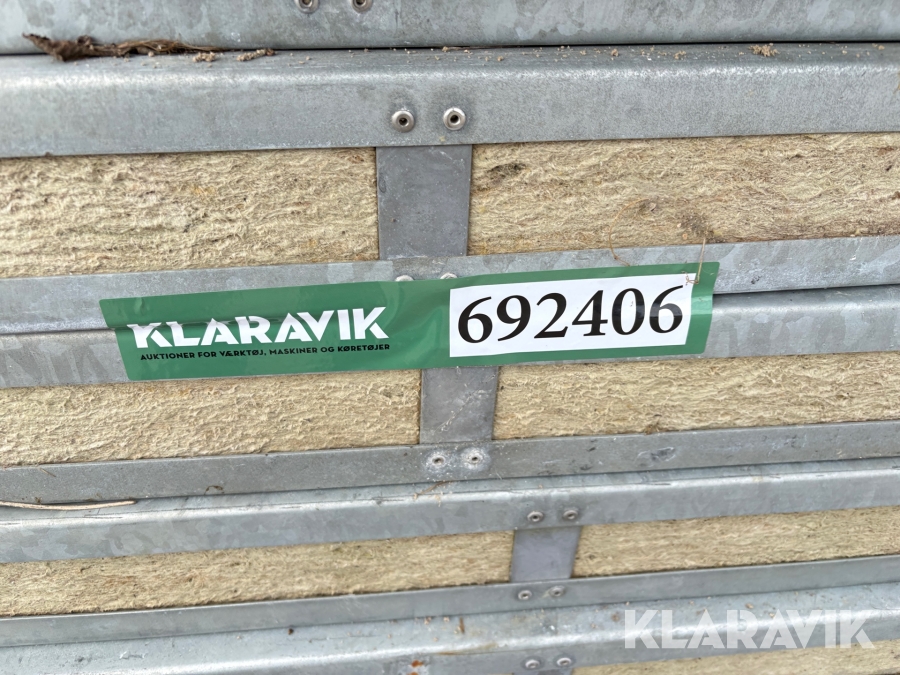 KLARAVIK
AUKTIONER FOR VÆRKTØJ, MASKINER OG KØRETØJER
692406
KLARAVIK